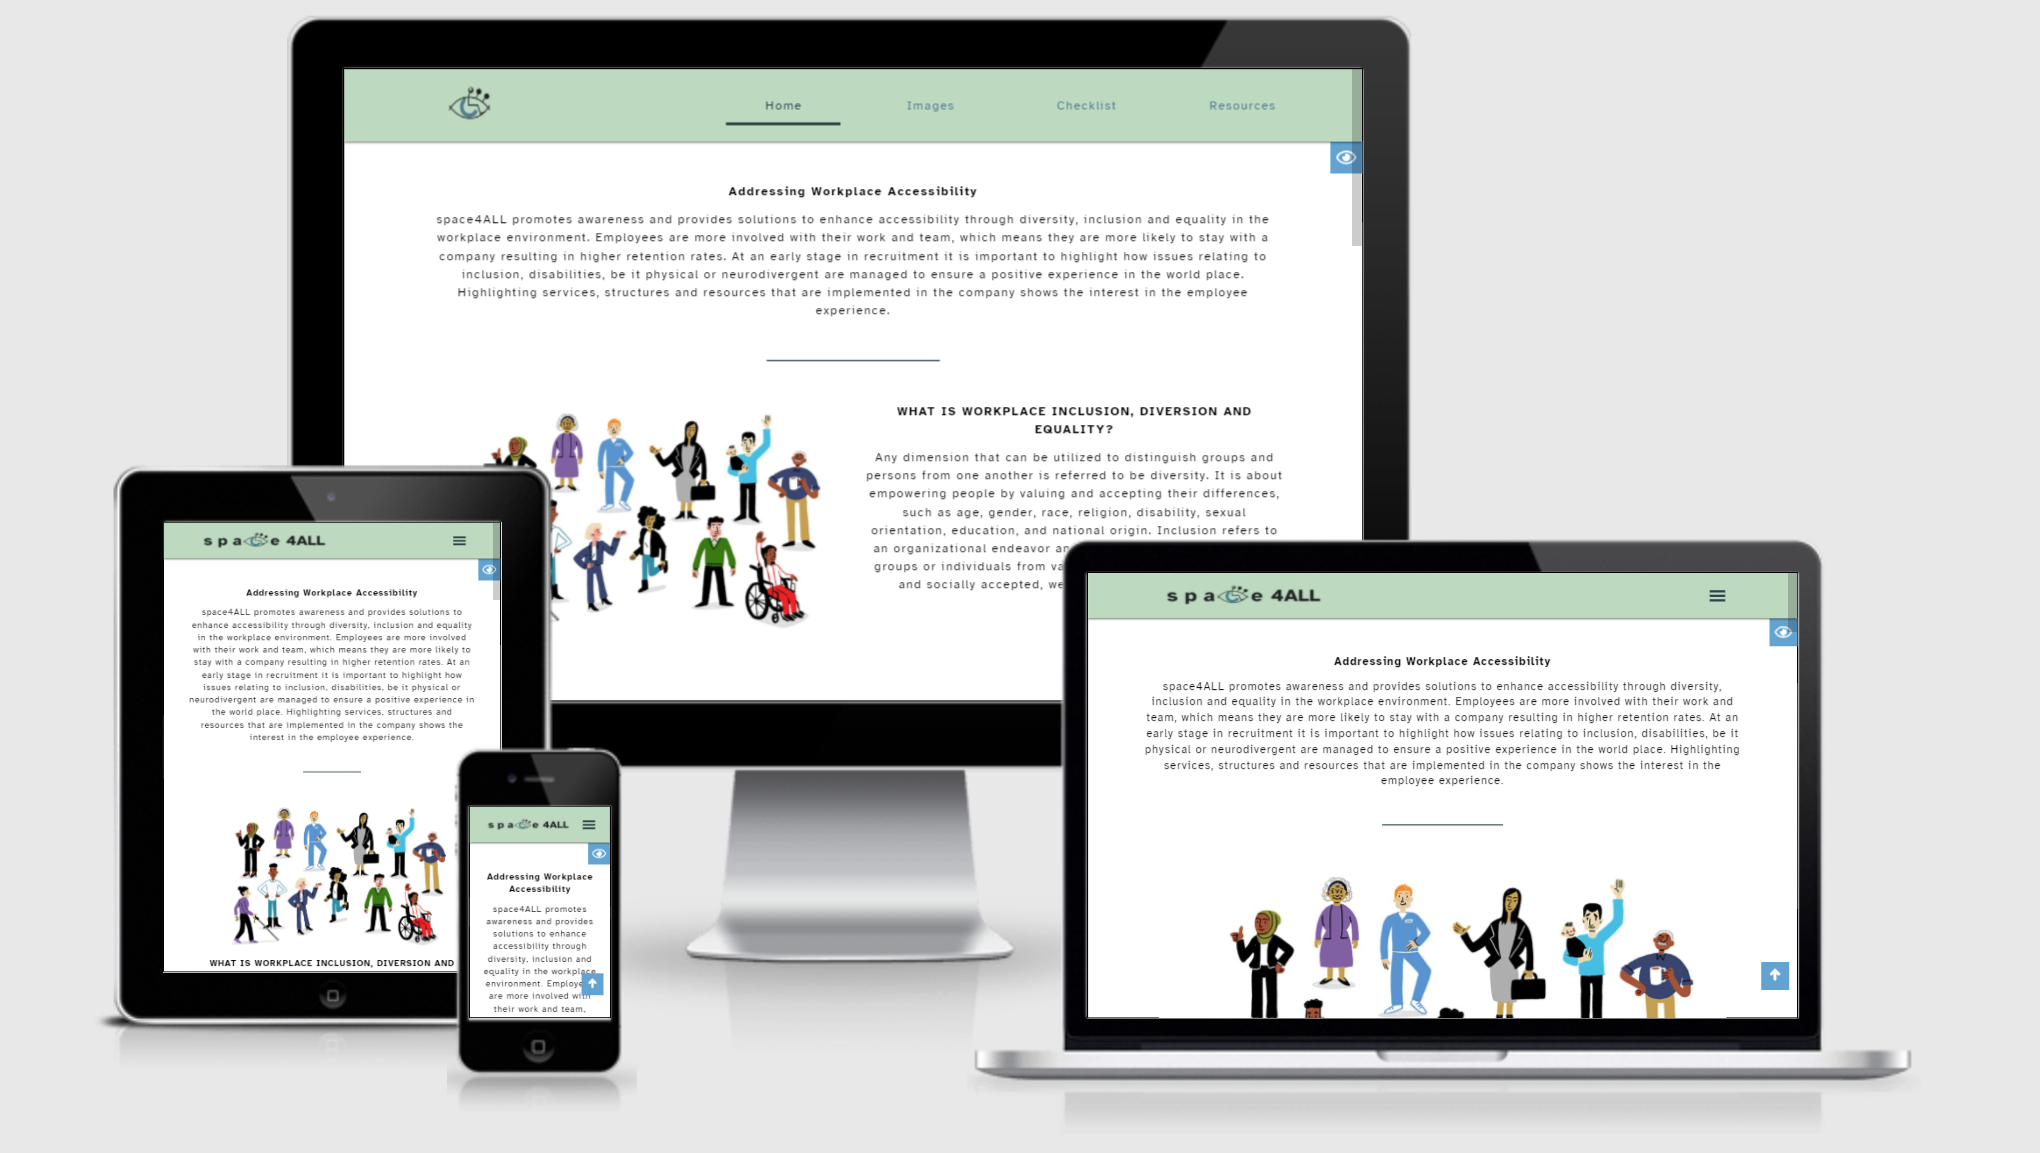 Home Images Checklist Resources
Addressing Workplace Accessibility
space4ALL promotes awareness and provides solutions to enhance accessibility through diversity, inclusion and equality in the
workplace environment. Employees are more involved with their work and team, which means they are more likely to stay with a
company resulting in higher retention rates. At an early stage in recruitment it is important to highlight how issues relating to
inclusion, disabilities, be it physical or neurodivergent are managed to ensure a positive experience in the world place.
Highlighting services, structures and resources that are implemented in the company shows the interest in the employee
experience.
WHAT IS WORKPLACE INCLUSION, DIVERSION AND
EQUALITY?
Any dimension that can be utilized to distinguish groups and
persons from one another is referred to be diversity. It is about
empowering people by valuing and accepting their differences,
such as age, gender, race, religion, disability, sexual
orientation, education, and national origin. Inclusion refers to
an organizational endeavor an
groups or individuals from va
and socially accepted, we
spa e 4ALL
Addressing Workplace Accessibility
space4ALL promotes awareness and provides solutions to
enhance accessibility through diversity, inclusion and equality
in the workplace environment. Employees are more involved
with their work and team, which means they are more likely to
stay with a company resulting in higher retention rates. At an
early stage in recruitment it is important to highlight how
issues relating to inclusion, disabilities, be it physical or
neurodivergent are managed to ensure a positive experience in
the world place. Highlighting services, structures and
resources that are implemented in the company shows the
interest in the employee experience.
WHAT IS WORKPLACE INCLUSION, DIVERSION AND
spa e 4ALL
Addressing Workplace
Accessibility
space4ALL promotes
awareness and provides
solutions to enhance
accessibility through
diversity, inclusion and
equality in the workplace
environment. Employe
are more involved with
their work and team,
spa e 4ALL
Addressing Workplace Accessibility
space4ALL promotes awareness and provides solutions to enhance accessibility through diversity,
inclusion and equality in the workplace environment. Employees are more involved with their work and
team, which means they are more likely to stay with a company resulting in higher retention rates. At an
early stage in recruitment it is important to highlight how issues relating to inclusion, disabilities, be it
physical or neurodivergent are managed to ensure a positive experience in the world place. Highlighting
services, structures and resources that are implemented in the company shows the interest in the
employee experience.